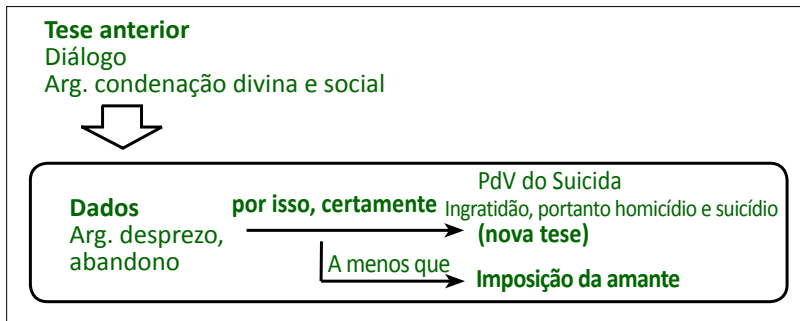 Tese anterior
Diálogo
Arg. condenação divina e social
Dados
Arg. desprezo,
abandono
por isso, certamente
PdV do Suicida
Ingratidão, portanto homicídio e suicídio
(nova tese)
A menos que
Imposição da amante